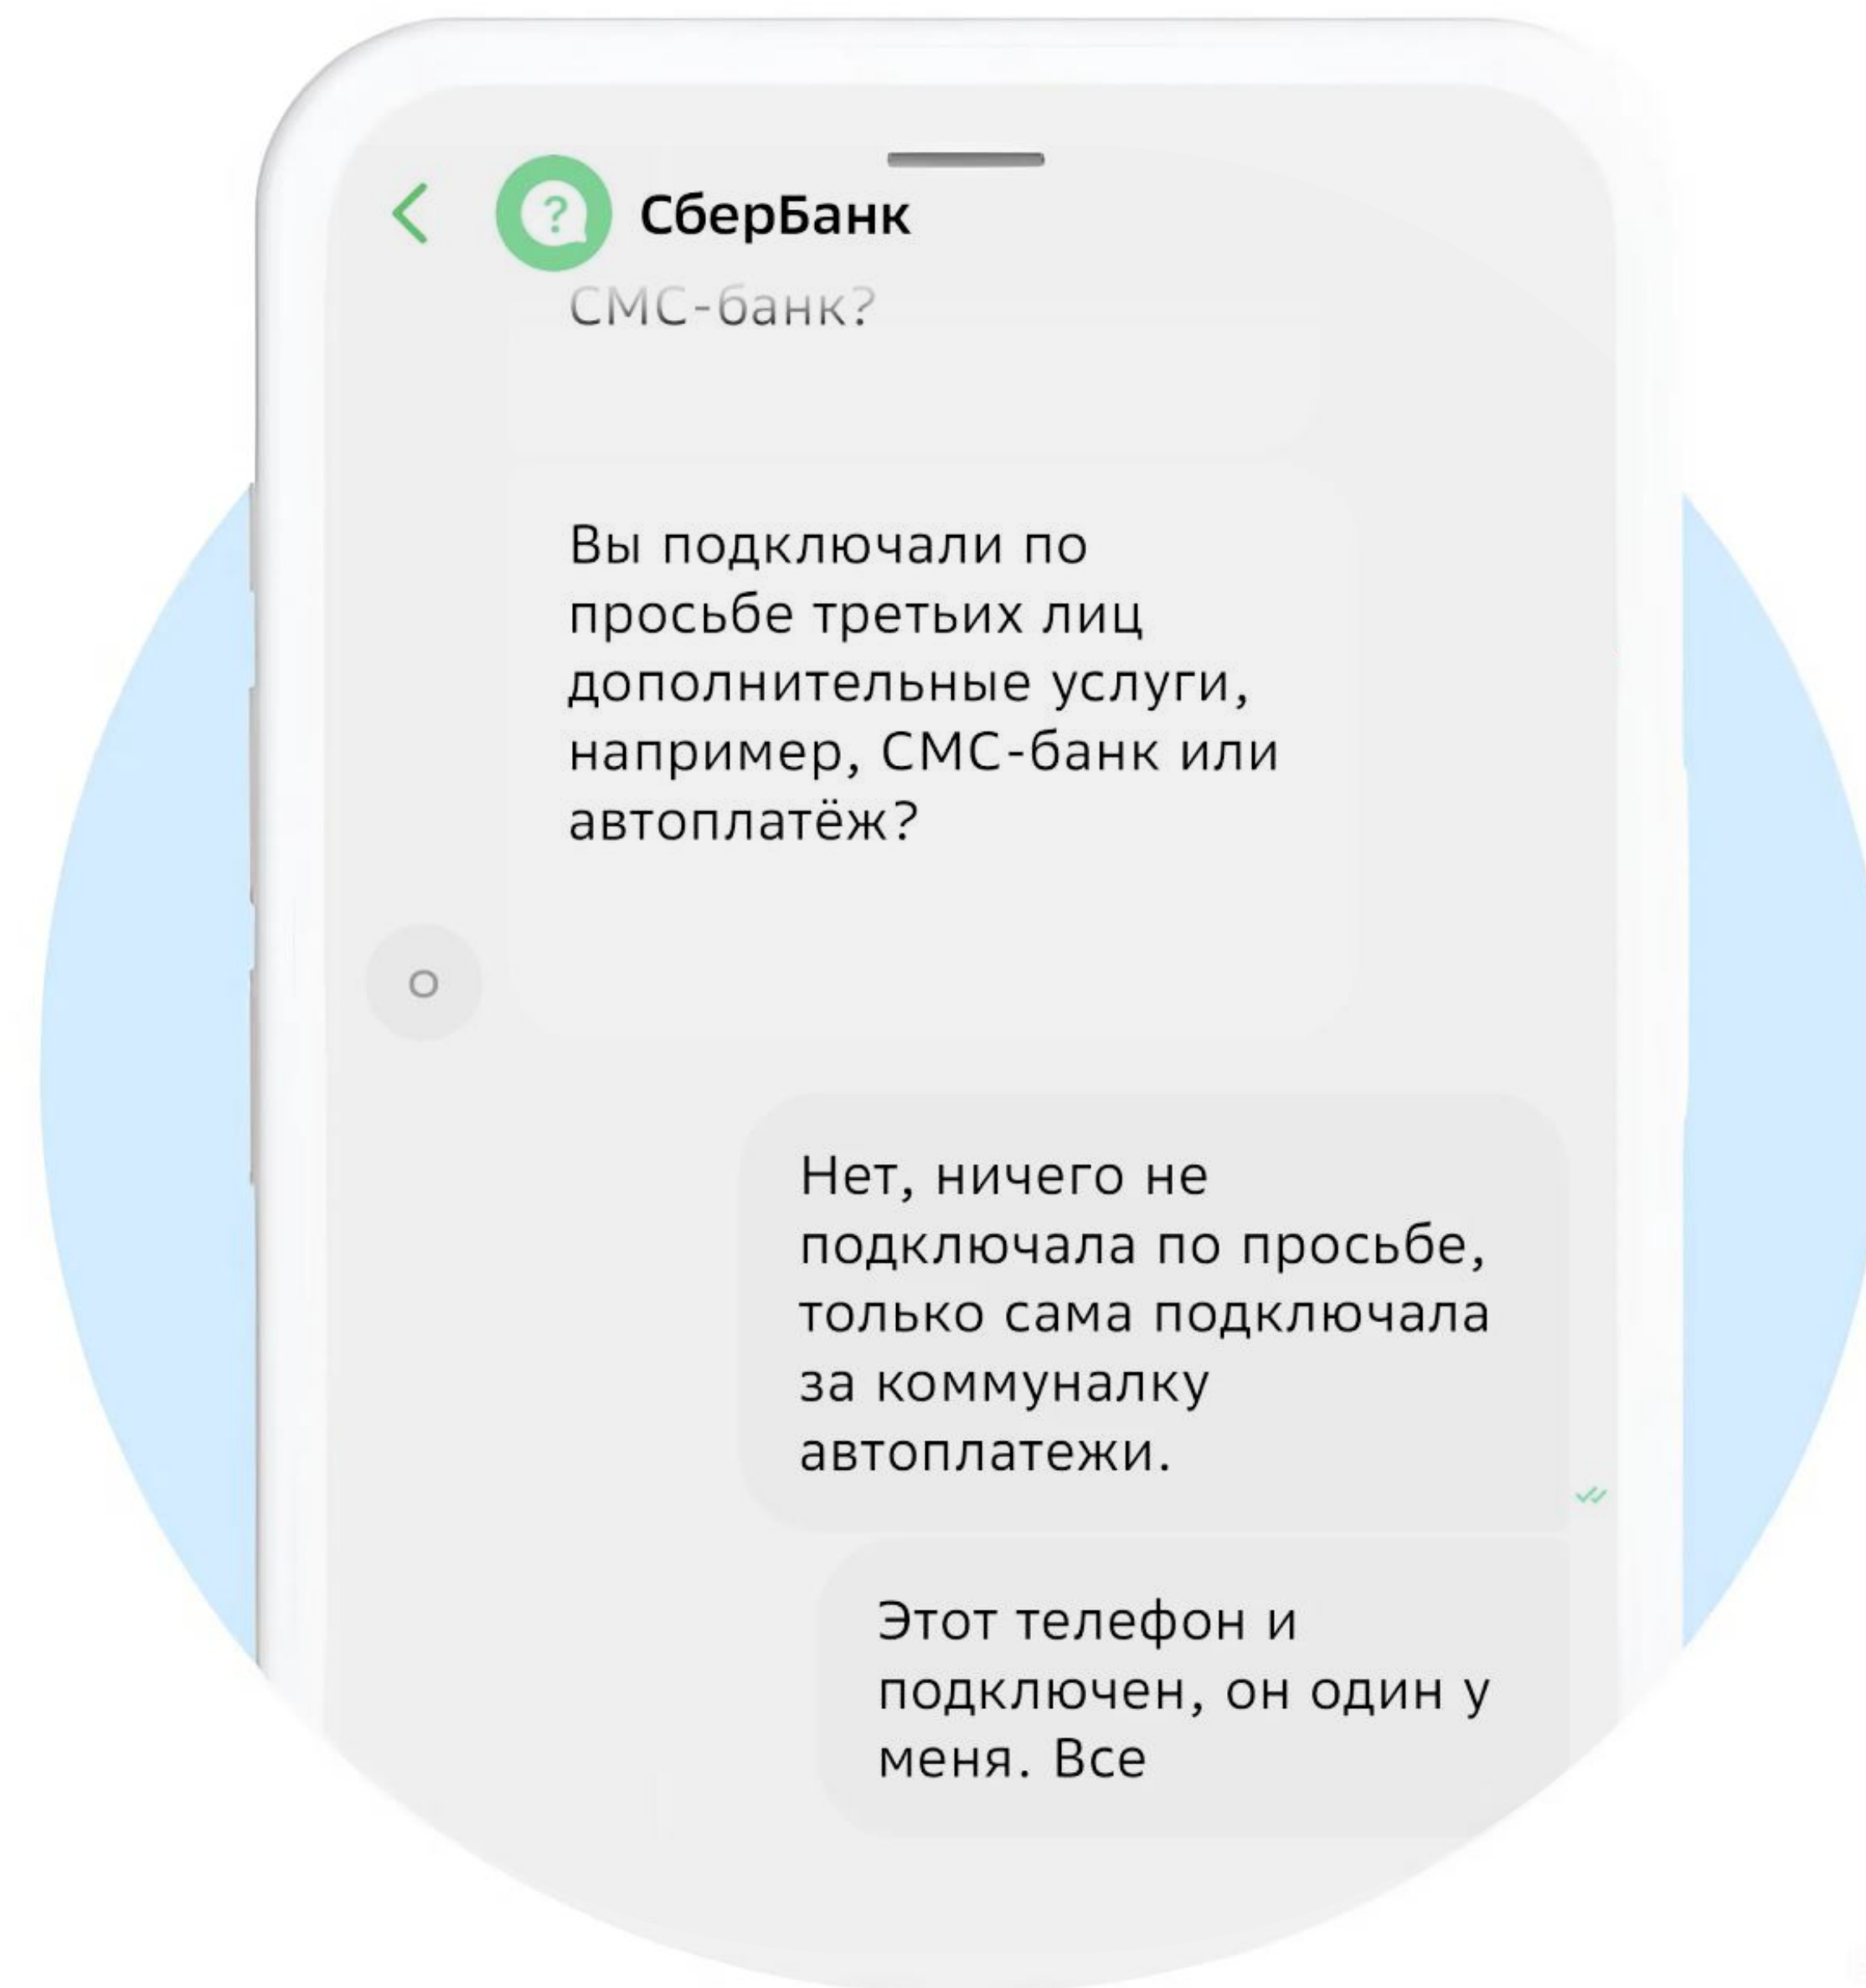 СберБанк
СМС-банк?
Вы подключали по
просьбе третьих лиц
дополнительные услуги,
например, СМС-банк или
автоплатёж?
о
Нет, ничего не
подключала по просьбе,
только сама подключала
за коммуналку
автоплатежи.
Этот телефон и
подключен, он один у
меня. Все